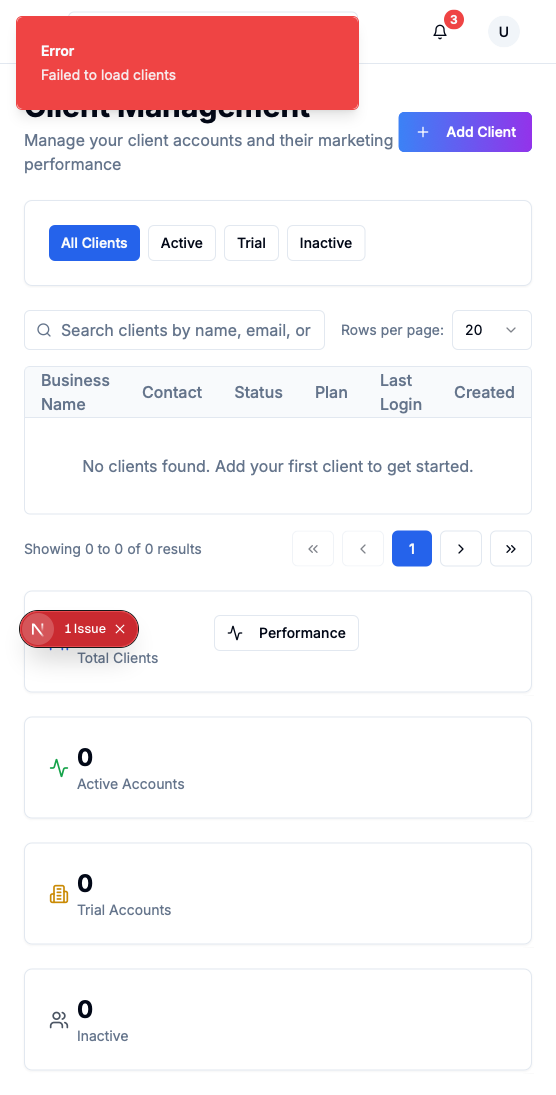 Error
Failed to load clients
3
U
Client Management
Manage your client accounts and their marketing
performance
Add Client
All Clients
Active
Trial
Inactive
Search clients by name, email, or
Rows per page:
20
Business
Name
Contact
Status
Plan
Last
Login
Created
No clients found. Add your first client to get started.
Showing 0 to 0 of 0 results
1
N
1 Issue
Total Clients
Performance
0
Active Accounts
0
Trial Accounts
0
Inactive